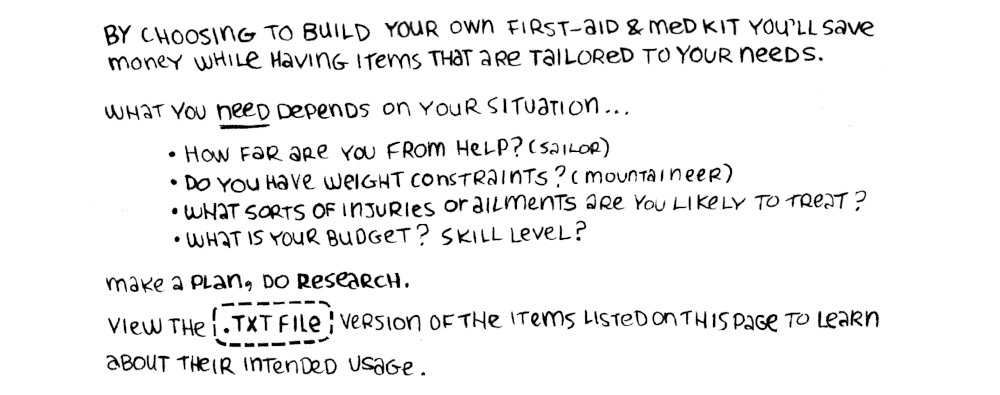 BY CHOOSING TO BUILD YOUR OWN FIRST-AID & MED KIT YOU'LL SAVE
MONEY WHILE HAVING ITEMS THAT ARE TAILORED TO YOUR NEEDS.
WHAT YOU NEED DEPENDS ON YOUR SITUATION...
• HOW FAR ARE YOU FROM HELP? (SAILOR)
• DO YOU HAVE WEIGHT CONSTRAINTS? (MOUNTAINEER)
• WHAT SORTS OF INJURIES OR AILMENTS ARE YOU LIKELY TO TREAT?
• WHAT IS YOUR BUDGET? SKILL LEVEL?
MAKE A PLAN, DO RESEARCH.
VIEW THE .TXT FILE VERSION OF THE ITEMS LISTED ON THIS PAGE TO LEARN
ABOUT THEIR INTENDED USAGE.